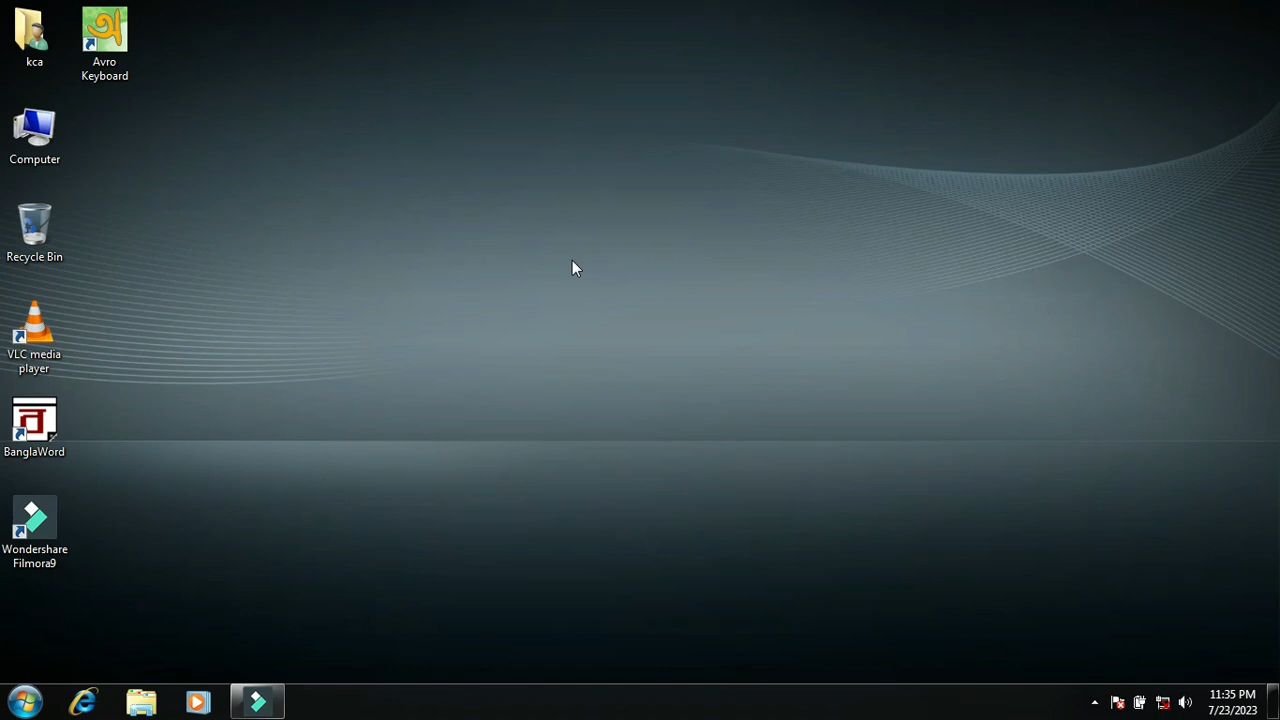 kca
Avro
Keyboard
অ
Computer
Recycle Bin
VLC media
player
BanglaWord
Wondershare
Filmora9
11:35 PM
7/23/2023